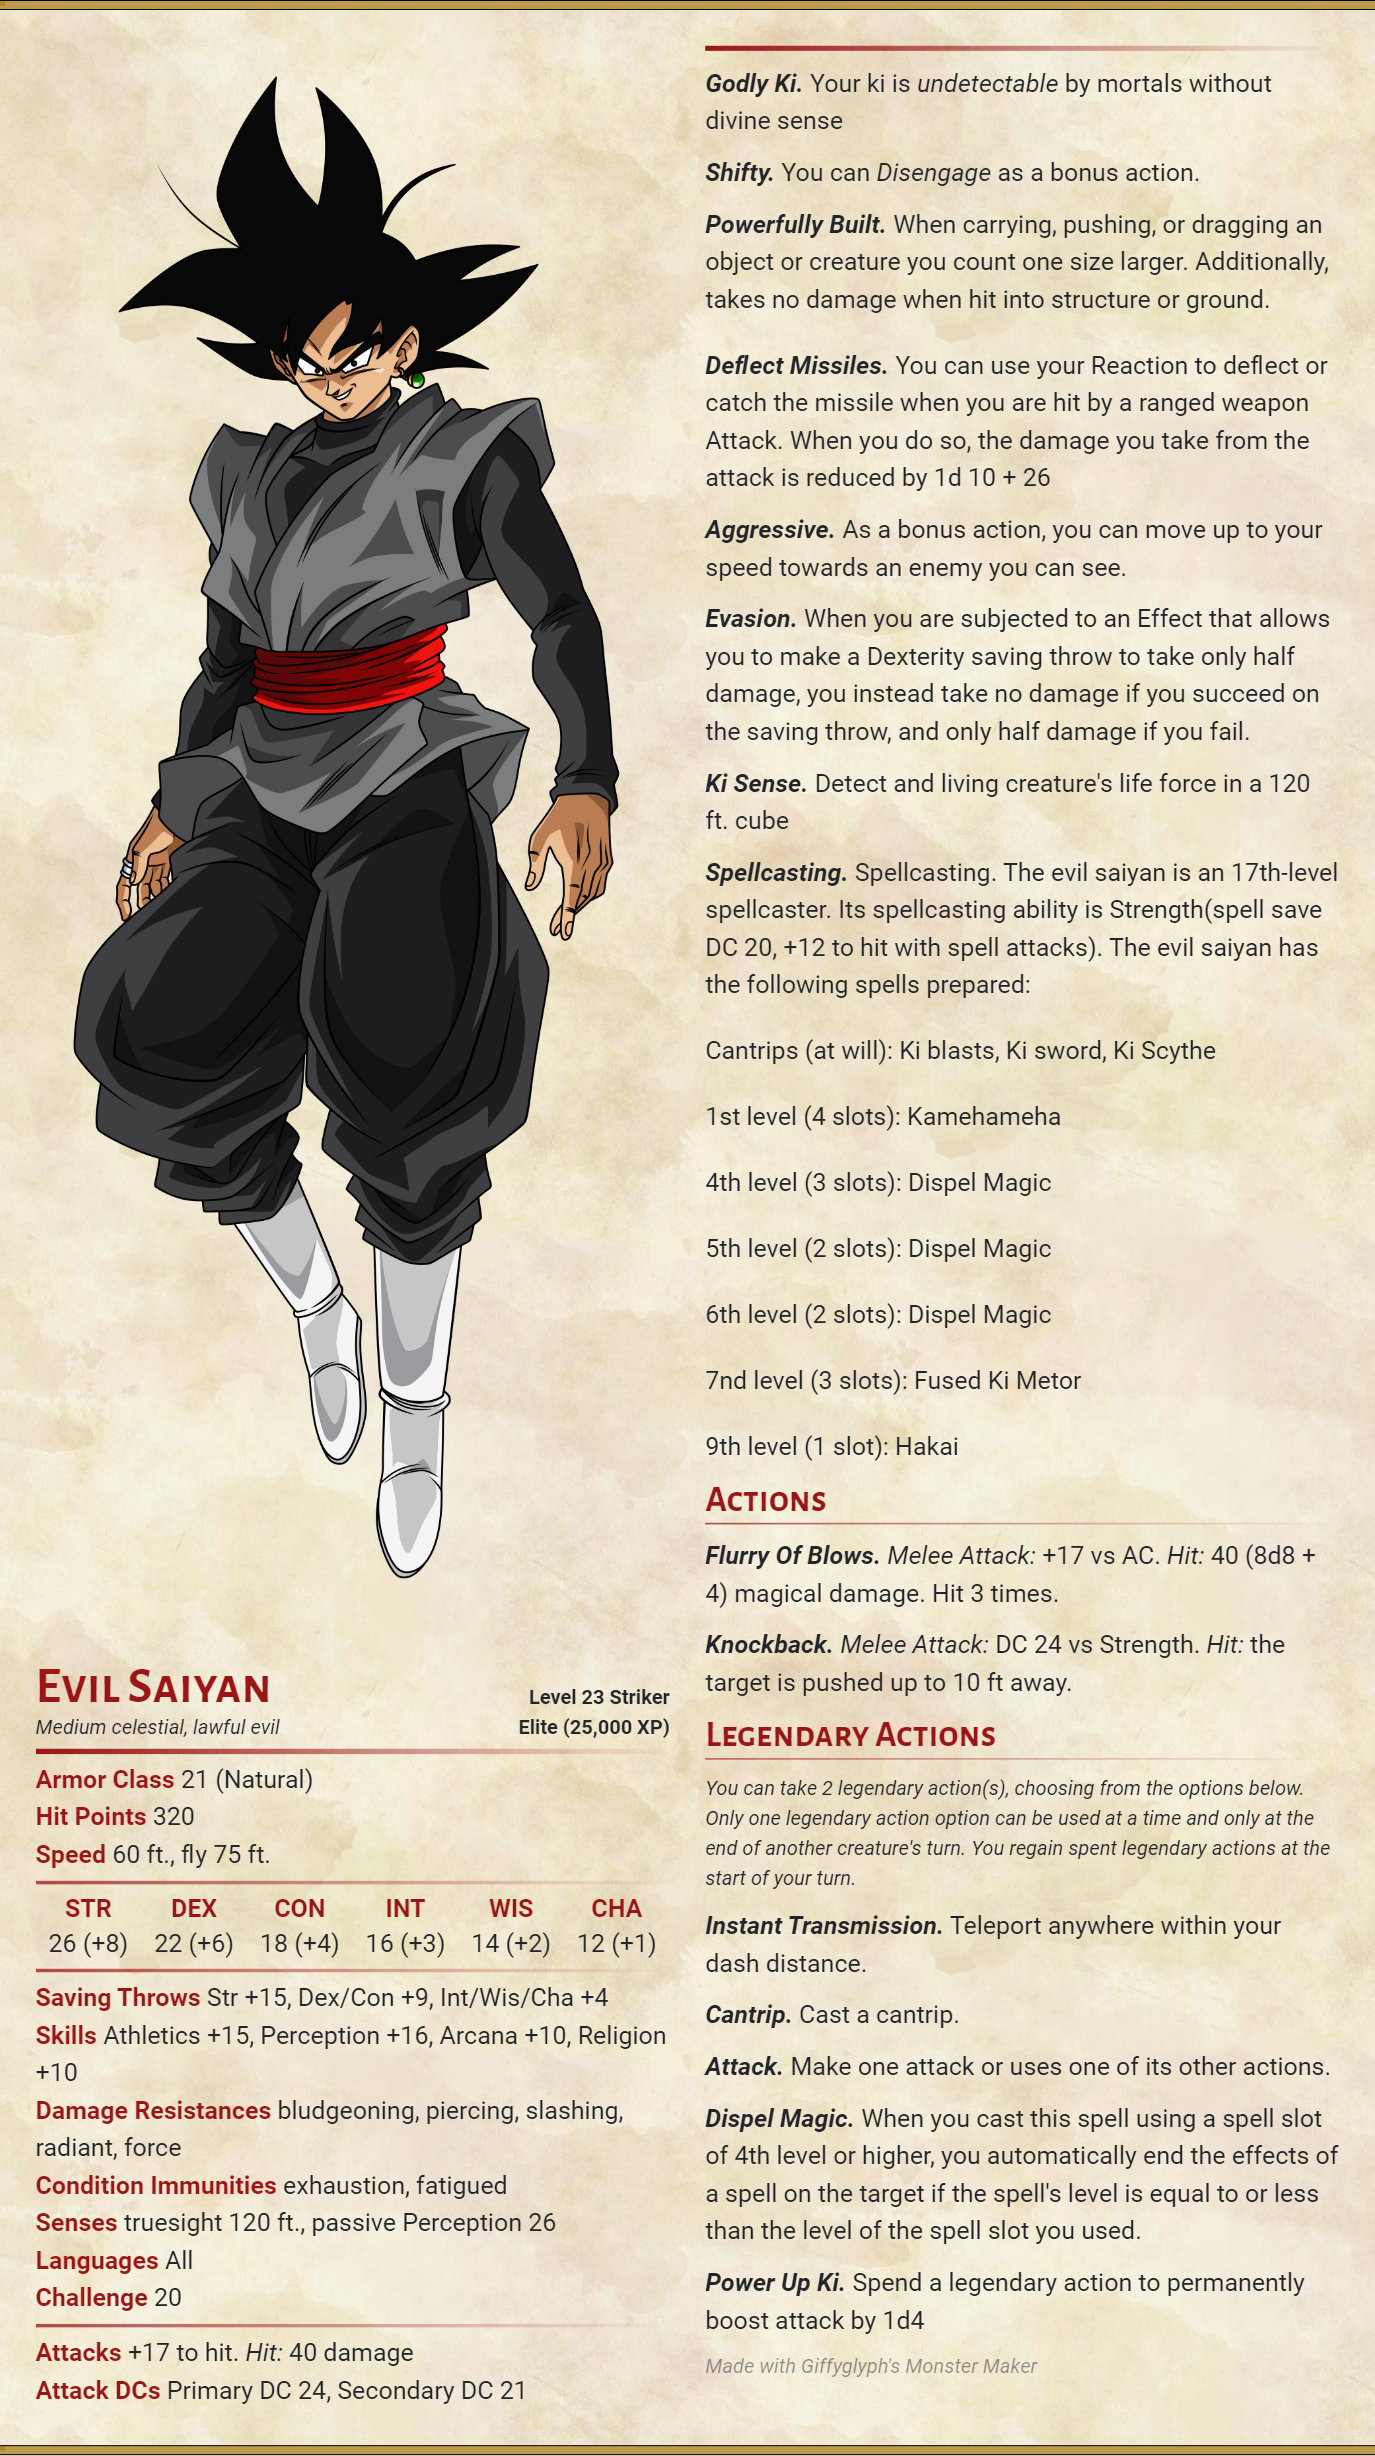 Evil Saiyan
Level 23 Striker
Medium celestial, lawful evil
Elite (25,000 XP)
Armor Class 21 (Natural)
Hit Points 320
Speed 60 ft., fly 75 ft.
STR DEX CON INT WIS CHA
26 (+8) 22 (+6) 18 (+4) 16 (+3) 14 (+2) 12 (+1)
Saving Throws Str +15, Dex/Con +9, Int/Wis/Cha +4
Skills Athletics +15, Perception +16, Arcana +10, Religion
+10
Damage Resistances bludgeoning, piercing, slashing,
radiant, force
Condition Immunities exhaustion, fatigued
Senses truesight 120 ft., passive Perception 26
Languages All
Challenge 20
Attacks +17 to hit. Hit: 40 damage
Attack DCs Primary DC 24, Secondary DC 21
Godly Ki. Your ki is undetectable by mortals without
divine sense
Shifty. You can Disengage as a bonus action.
Powerfully Built. When carrying, pushing, or dragging an
object or creature you count one size larger. Additionally,
takes no damage when hit into structure or ground.
Deflect Missiles. You can use your Reaction to deflect or
catch the missile when you are hit by a ranged weapon
Attack. When you do so, the damage you take from the
attack is reduced by 1d 10 + 26
Aggressive. As a bonus action, you can move up to your
speed towards an enemy you can see.
Evasion. When you are subjected to an Effect that allows
you to make a Dexterity saving throw to take only half
damage, you instead take no damage if you succeed on
the saving throw, and only half damage if you fail.
Ki Sense. Detect and living creature's life force in a 120
ft. cube
Spellcasting. Spellcasting. The evil saiyan is an 17th-level
spellcaster. Its spellcasting ability is Strength(spell save
DC 20, +12 to hit with spell attacks). The evil saiyan has
the following spells prepared:
Cantrips (at will): Ki blasts, Ki sword, Ki Scythe
1st level (4 slots): Kamehameha
4th level (3 slots): Dispel Magic
5th level (2 slots): Dispel Magic
6th level (2 slots): Dispel Magic
7nd level (3 slots): Fused Ki Metor
9th level (1 slot): Hakai
Actions
Flurry Of Blows. Melee Attack: +17 vs AC. Hit: 40 (8d8 +
4) magical damage. Hit 3 times.
Knockback. Melee Attack: DC 24 vs Strength. Hit: the
target is pushed up to 10 ft away.
Legendary Actions
You can take 2 legendary action(s), choosing from the options below.
Only one legendary action option can be used at a time and only at the
end of another creature's turn. You regain spent legendary actions at the
start of your turn.
Instant Transmission. Teleport anywhere within your
dash distance.
Cantrip. Cast a cantrip.
Attack. Make one attack or uses one of its other actions.
Dispel Magic. When you cast this spell using a spell slot
of 4th level or higher, you automatically end the effects of
a spell on the target if the spell's level is equal to or less
than the level of the spell slot you used.
Power Up Ki. Spend a legendary action to permanently
boost attack by 1d4
Made with Giffyglyph's Monster Maker